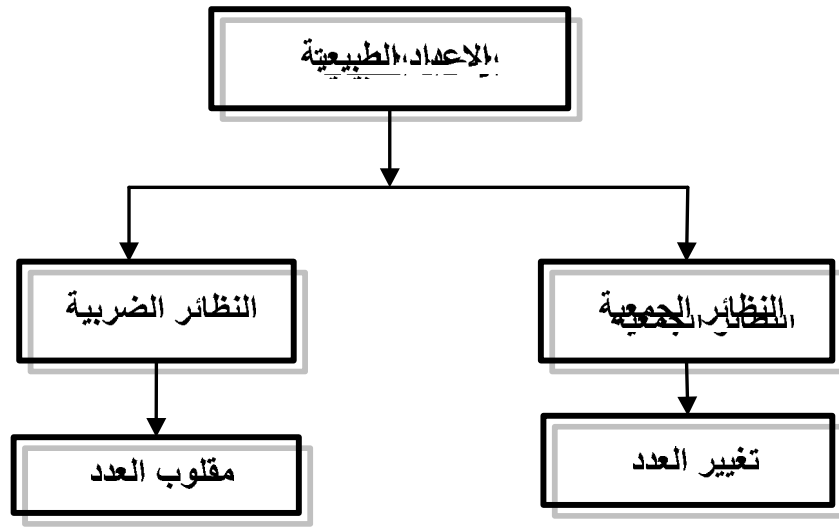 الاعداد الطبيعية
النظائر الجمعية
النظائر الضربية
تغيير العدد
مقلوب العدد